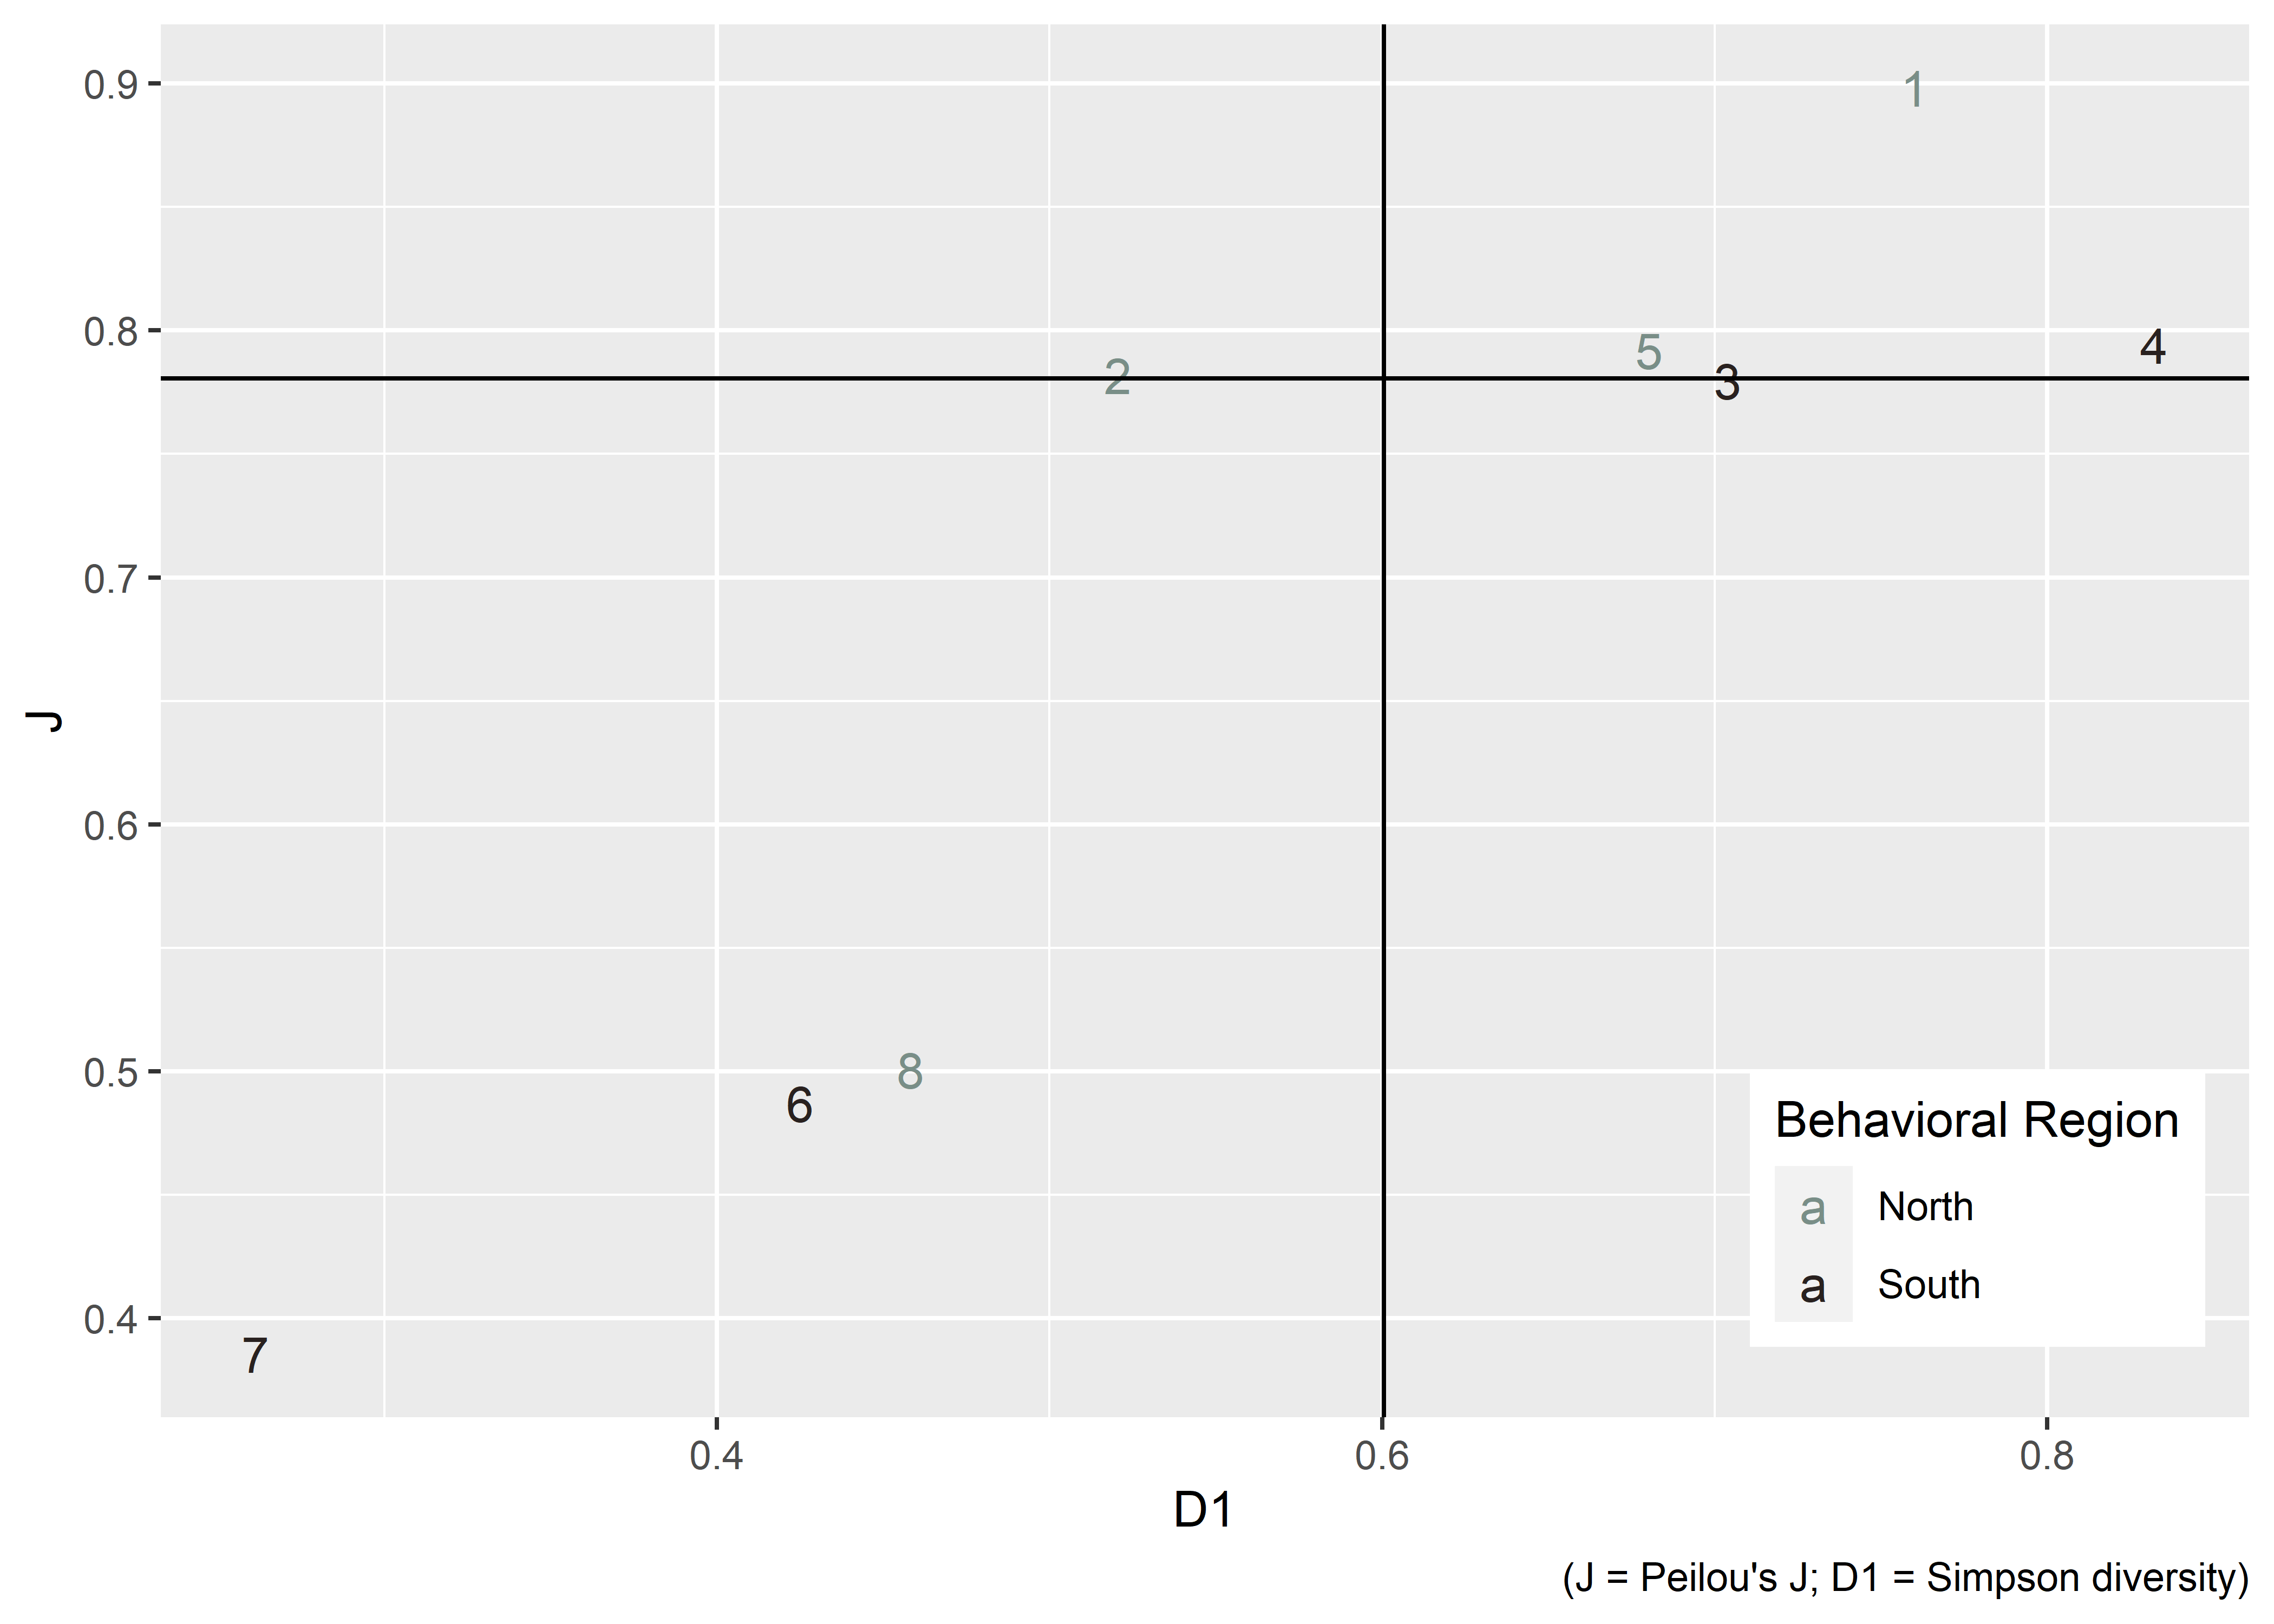 0.9
0.8
0.7
0.6
0.5
0.4
J
1
2
5
3
4
8
6
7
Behavioral Region
a North
a South
0.4 0.6 0.8
D1
(J = Peilou's J; D1 = Simpson diversity)